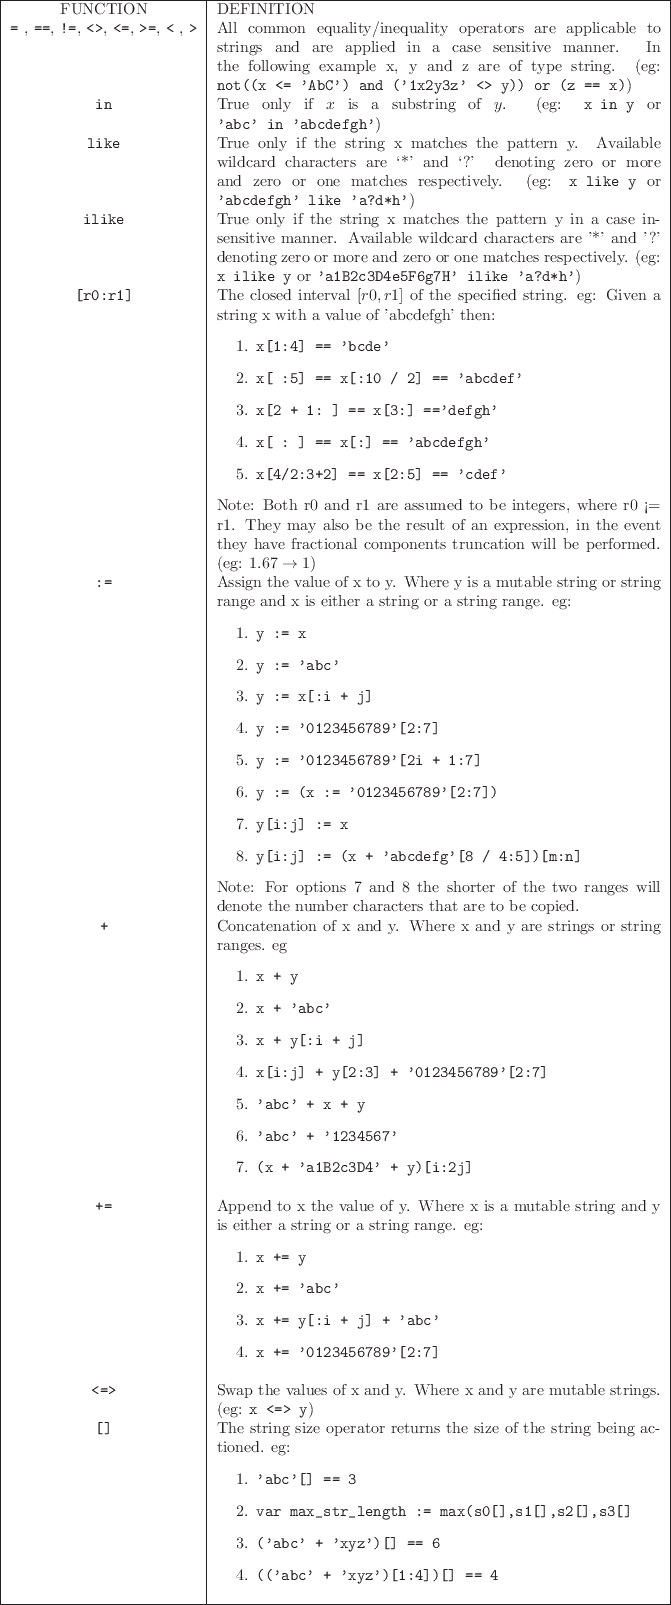 FUNCTION DEFINITION
= , ==, !=, <>, <=, >=, < , > All common equality/inequality operators are applicable to
strings and are applied in a case sensitive manner. In
the following example x, y and z are of type string. (eg:
not((x <= ’AbC’) and (’1x2y3z’ <> y)) or (z == x))
in True only if x is a substring of y. (eg: x in y or
’abc’ in ’abcdefgh’)
like True only if the string x matches the pattern y. Available
wildcard characters are ‘*’ and ‘?’ denoting zero or more
and zero or one matches respectively. (eg: x like y or
’abcdefgh’ like ’a?d*h’)
ilike True only if the string x matches the pattern y in a case in-
sensitive manner. Available wildcard characters are ’*’ and ’?’
denoting zero or more and zero or one matches respectively. (eg:
x ilike y or ’a1B2c3D4e5F6g7H’ ilike ’a?d*h’)
[r0:r1] The closed interval [r0, r1] of the specified string. eg: Given a
string x with a value of ’abcdefgh’ then:
1. x[1:4] == ’bcde’
2. x[ :5] == x[:10 / 2] == ’abcdef’
3. x[2 + 1: ] == x[3:] ==’defgh’
4. x[ : ] == x[:] == ’abcdefgh’
5. x[4/2:3+2] == x[2:5] == ’cdef’
Note: Both r0 and r1 are assumed to be integers, where r0 ¡=
r1. They may also be the result of an expression, in the event
they have fractional components truncation will be performed.
(eg: 1.67 → 1)
:= Assign the value of x to y. Where y is a mutable string or string
range and x is either a string or a string range. eg:
1. y := x
2. y := ’abc’
3. y := x[:i + j]
4. y := ’0123456789’[2:7]
5. y := ’0123456789’[2i + 1:7]
6. y := (x := ’0123456789’[2:7])
7. y[i:j] := x
8. y[i:j] := (x + ’abcdefg’[8 / 4:5])[m:n]
Note: For options 7 and 8 the shorter of the two ranges will
denote the number characters that are to be copied.
+ Concatenation of x and y. Where x and y are strings or string
ranges. eg
1. x + y
2. x + ’abc’
3. x + y[:i + j]
4. x[i:j] + y[2:3] + ’0123456789’[2:7]
5. ’abc’ + x + y
6. ’abc’ + ’1234567’
7. (x + ’a1B2c3D4’ + y)[i:2j]
+= Append to x the value of y. Where x is a mutable string and y
is either a string or a string range. eg:
1. x += y
2. x += ’abc’
3. x += y[:i + j] + ’abc’
4. x += ’0123456789’[2:7]
<=> Swap the values of x and y. Where x and y are mutable strings.
(eg: x <=> y)
[] The string size operator returns the size of the string being ac-
tioned. eg:
1. ’abc’[] == 3
2. var max_str_length := max(s0[],s1[],s2[],s3[]
3. (’abc’ + ’xyz’)[] == 6
4. ((’abc’ + ’xyz’)[1:4])[] == 4